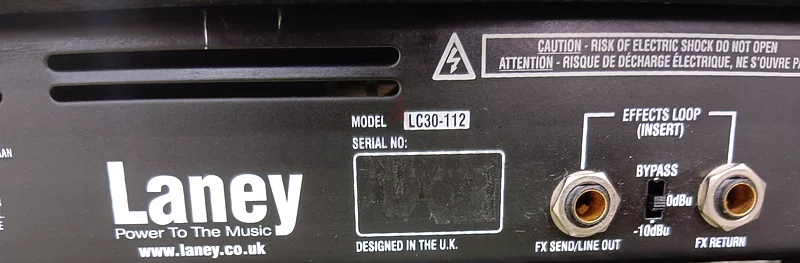 CAUTION - RISK OF ELECTRIC SHOCK DO NOT OPEN
ATTENTION - RISQUE DE DÉCHARGE ÉLECTRIQUE, NE S'OUVRE PA
MODEL LC30-112
SERIAL NO:
EFFECTS LOOP
(INSERT)
BYPASS
0dBu
-10dBu
FX SEND/LINE OUT
FX RETURN
Laney
Power To The Music
www.laney.co.uk
DESIGNED IN THE U.K.